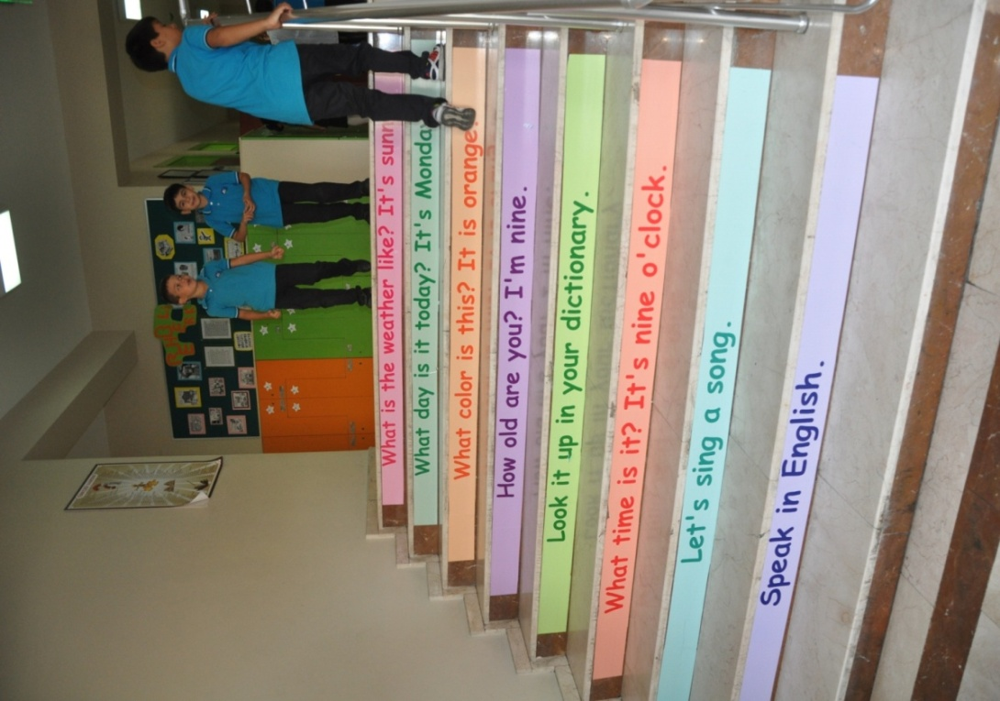 What is the weather like? It's sunn
What day is it today? It's Monda
What color is this? It is orange.
How old are you? I'm nine.
Look it up in your dictionary.
What time is it? It's nine o'clock.
Let's sing a song.
Speak in English.